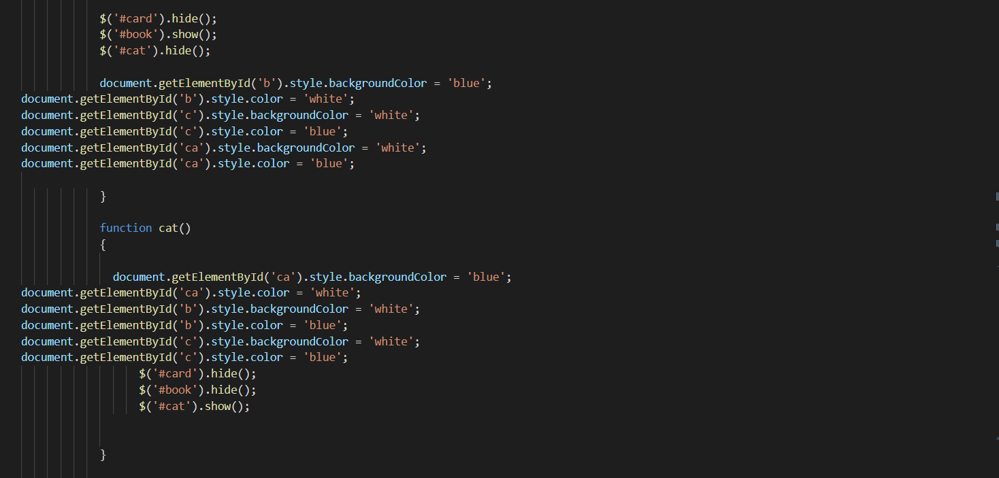 $('#card').hide();
$('#book').show();
$('#cat').hide();
document.getElementById('b').style.backgroundColor = 'blue';
document.getElementById('b').style.color = 'white';
document.getElementById('c').style.backgroundColor = 'white';
document.getElementById('c').style.color = 'blue';
document.getElementById('ca').style.backgroundColor = 'white';
document.getElementById('ca').style.color = 'blue';
}
function cat()
{
document.getElementById('ca').style.backgroundColor = 'blue';
document.getElementById('ca').style.color = 'white';
document.getElementById('b').style.backgroundColor = 'white';
document.getElementById('b').style.color = 'blue';
document.getElementById('c').style.backgroundColor = 'white';
document.getElementById('c').style.color = 'blue';
$('#card').hide();
$('#book').hide();
$('#cat').show();
}